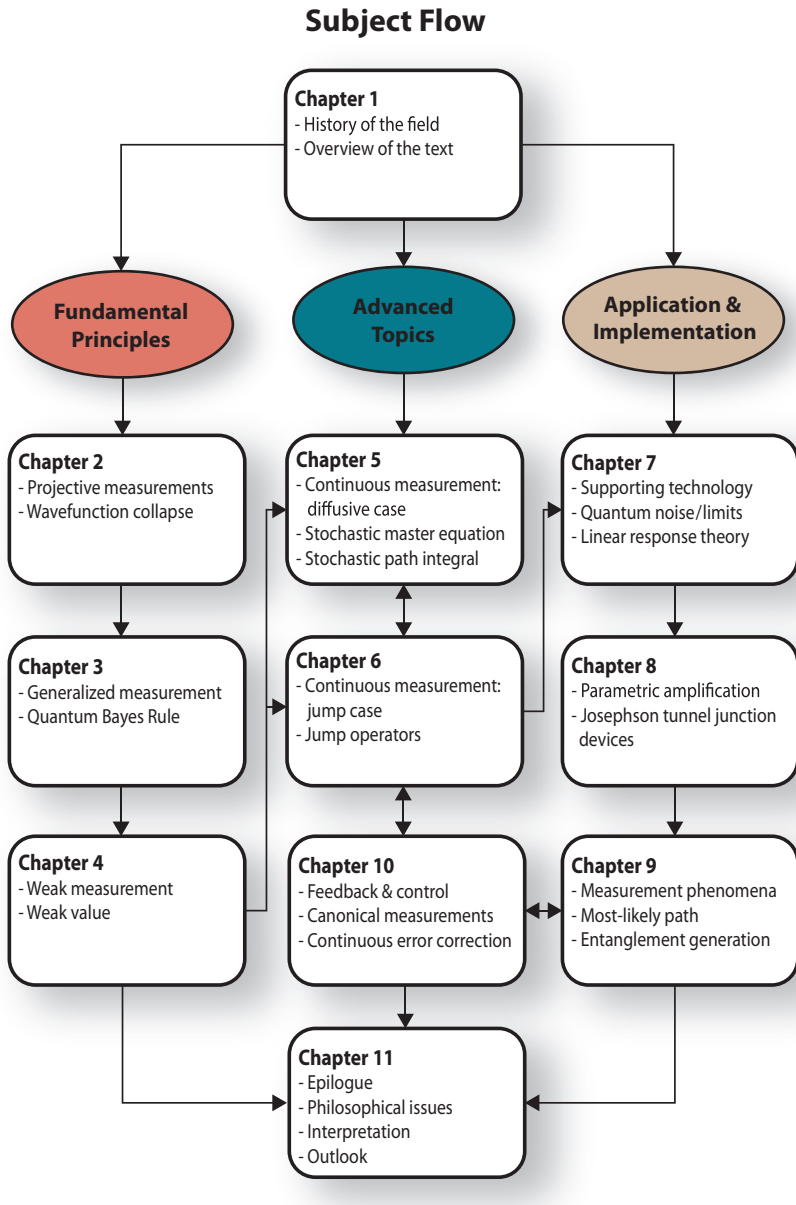 Subject Flow
Chapter 1
- History of the field
- Overview of the text
Fundamental
Principles
Advanced
Topics
Application &
Implementation
Chapter 2
- Projective measurements
- Wavefunction collapse
Chapter 5
- Continuous measurement:
diffusive case
- Stochastic master equation
- Stochastic path integral
Chapter 7
- Supporting technology
- Quantum noise/limits
- Linear response theory
Chapter 3
- Generalized measurement
- Quantum Bayes Rule
Chapter 6
- Continuous measurement:
jump case
- Jump operators
Chapter 8
- Parametric amplification
- Josephson tunnel junction
devices
Chapter 4
- Weak measurement
- Weak value
Chapter 10
- Feedback & control
- Canonical measurements
- Continuous error correction
Chapter 9
- Measurement phenomena
- Most-likely path
- Entanglement generation
Chapter 11
- Epilogue
- Philosophical issues
- Interpretation
- Outlook